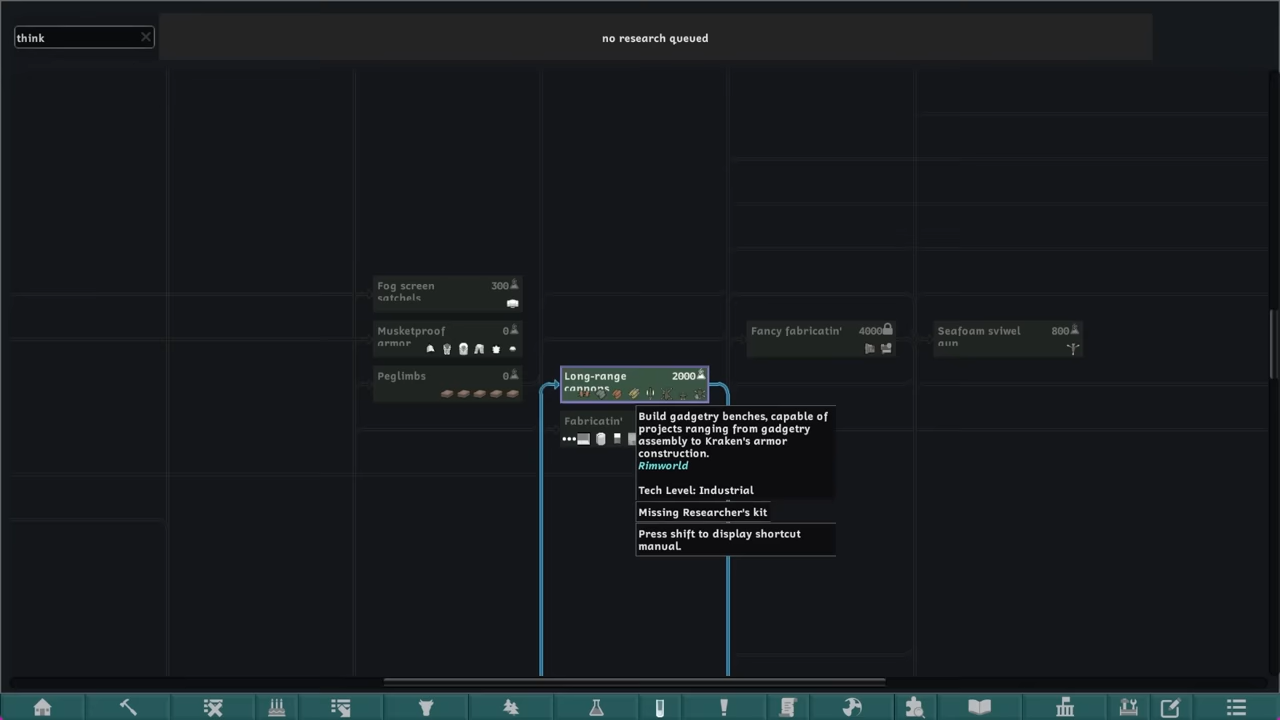 think
no research queued
Fog screen 300
satchels
Musketproof 0
armor
Peglimbs 0
Long-range 2000
cannons
Fabricatin'
Fancy fabricatin' 4000
Seafoam sviwel 800
gun
Build gadgetry benches, capable of
projects ranging from gadgetry
assembly to Kraken's armor
construction.
Rimworld
Tech Level: Industrial
Missing Researcher's kit
Press shift to display shortcut
manual.